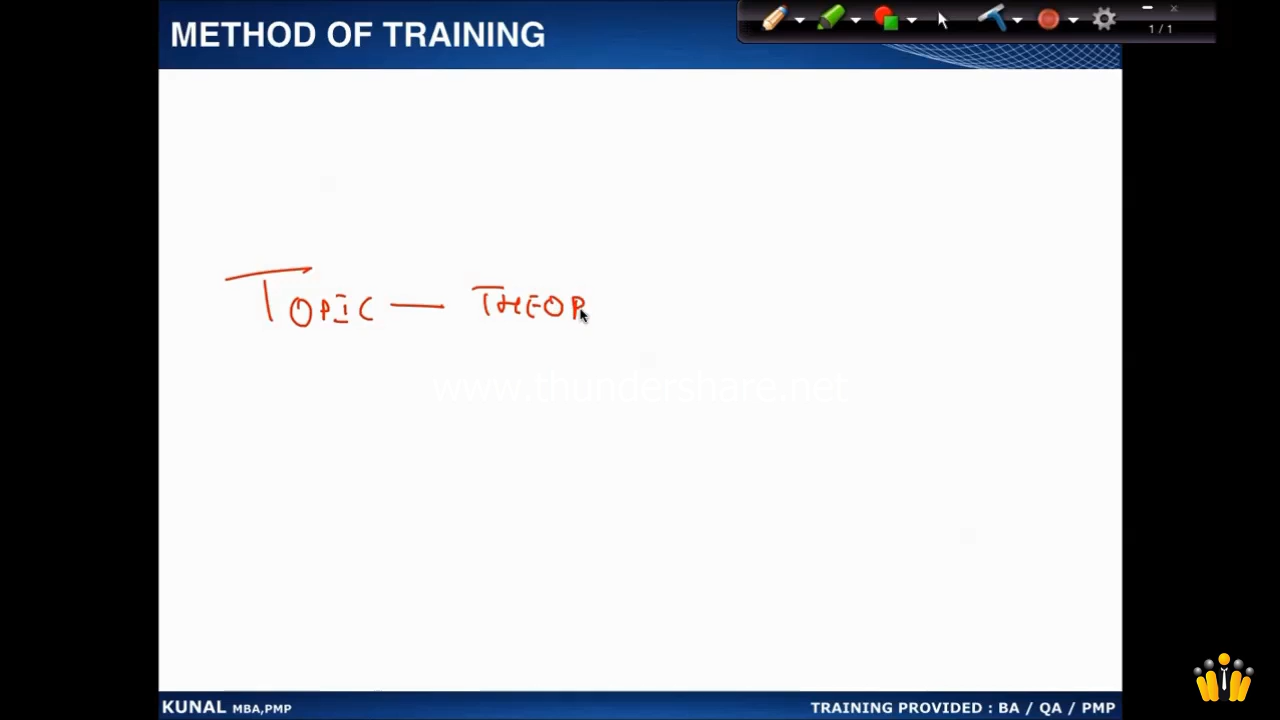 METHOD OF TRAINING
1 / 1
TOPIC — THEOR
www.thundershare.net
KUNAL MBA,PMP
TRAINING PROVIDED : BA / QA / PMP